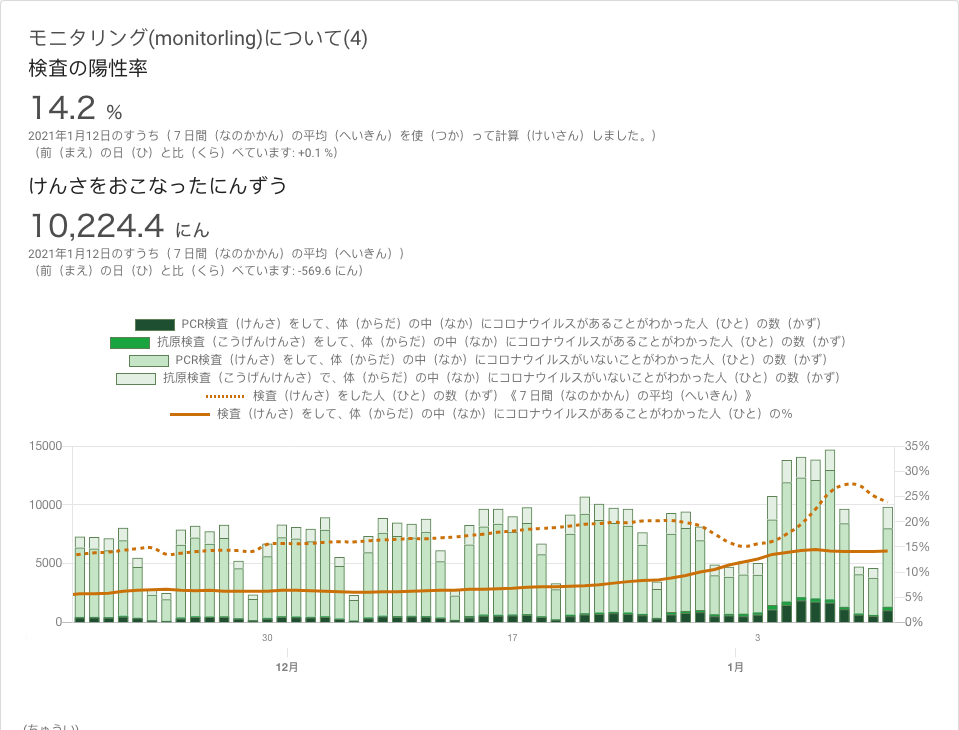 モニタリング(monitorling)について(4)
検査の陽性率
14.2 %
2021年1月12日のすうち（７日間（なのかかん）の平均（へいきん）を使（つか）って計算（けいさん）しました。）
（前（まえ）の日（ひ）と比（くら）べています: +0.1 %）
けんさをおこなったにんずう
10,224.4 にん
2021年1月12日のすうち（７日間（なのかかん）の平均（へいきん））
（前（まえ）の日（ひ）と比（くら）べています: -569.6 にん）
PCR検査（けんさ）をして、体（からだ）の中（なか）にコロナウイルスがあることがわかった人（ひと）の数（かず）
抗原検査（こうげんけんさ）をして、体（からだ）の中（なか）にコロナウイルスがあることがわかった人（ひと）の数（かず）
PCR検査（けんさ）をして、体（からだ）の中（なか）にコロナウイルスがいないことがわかった人（ひと）の数（かず）
抗原検査（こうげんけんさ）で、体（からだ）の中（なか）にコロナウイルスがいないことがわかった人（ひと）の数（かず）
検査（けんさ）をした人（ひと）の数（かず）《７日間（なのかかん）の平均（へいきん）》
検査（けんさ）をして、体（からだ）の中（なか）にコロナウイルスがあることがわかった人（ひと）の%
15000 35%
30%
10000 25%
20%
15%
5000 10%
5%
0 0%
30 17 3
12月 1月
(ちゅうい)